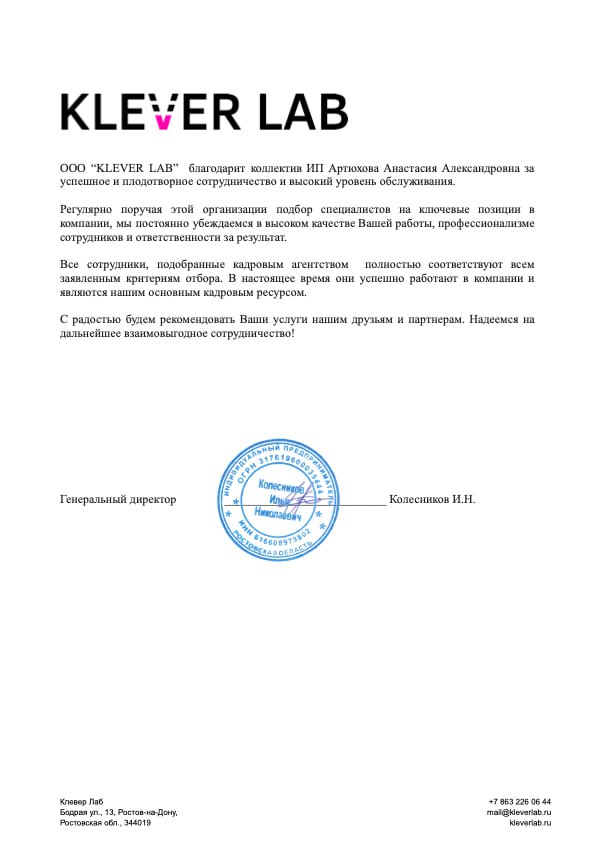 KLEVER LAB
ООО “KLEVER LAB” благодарит коллектив ИП Артюхова Анастасия Александровна за
успешное и плодотворное сотрудничество и высокий уровень обслуживания.
Регулярно поручая этой организации подбор специалистов на ключевые позиции в
компании, мы постоянно убеждаемся в высоком качестве Вашей работы, профессионализме
сотрудников и ответственности за результат.
Все сотрудники, подобранные кадровым агентством полностью соответствуют всем
заявленным критериям отбора. В настоящее время они успешно работают в компании и
являются нашим основным кадровым ресурсом.
С радостью будем рекомендовать Ваши услуги нашим друзьям и партнерам. Надеемся на
дальнейшее взаимовыгодное сотрудничество!
ИНДИВИДУАЛЬНЫЙ ПРЕДПРИНИМАТЕЛЬ
ОГРН 317619600035444
Колесников
Илья
Николаевич
ИНН 616608973802
РОСТОВСКАЯ ОБЛАСТЬ
Генеральный директор Колесников И.Н.
Клевер Лаб
Бодрая ул., 13, Ростов-на-Дону,
Ростовская обл., 344019
+7 863 226 06 44
mail@kleverlab.ru
kleverlab.ru